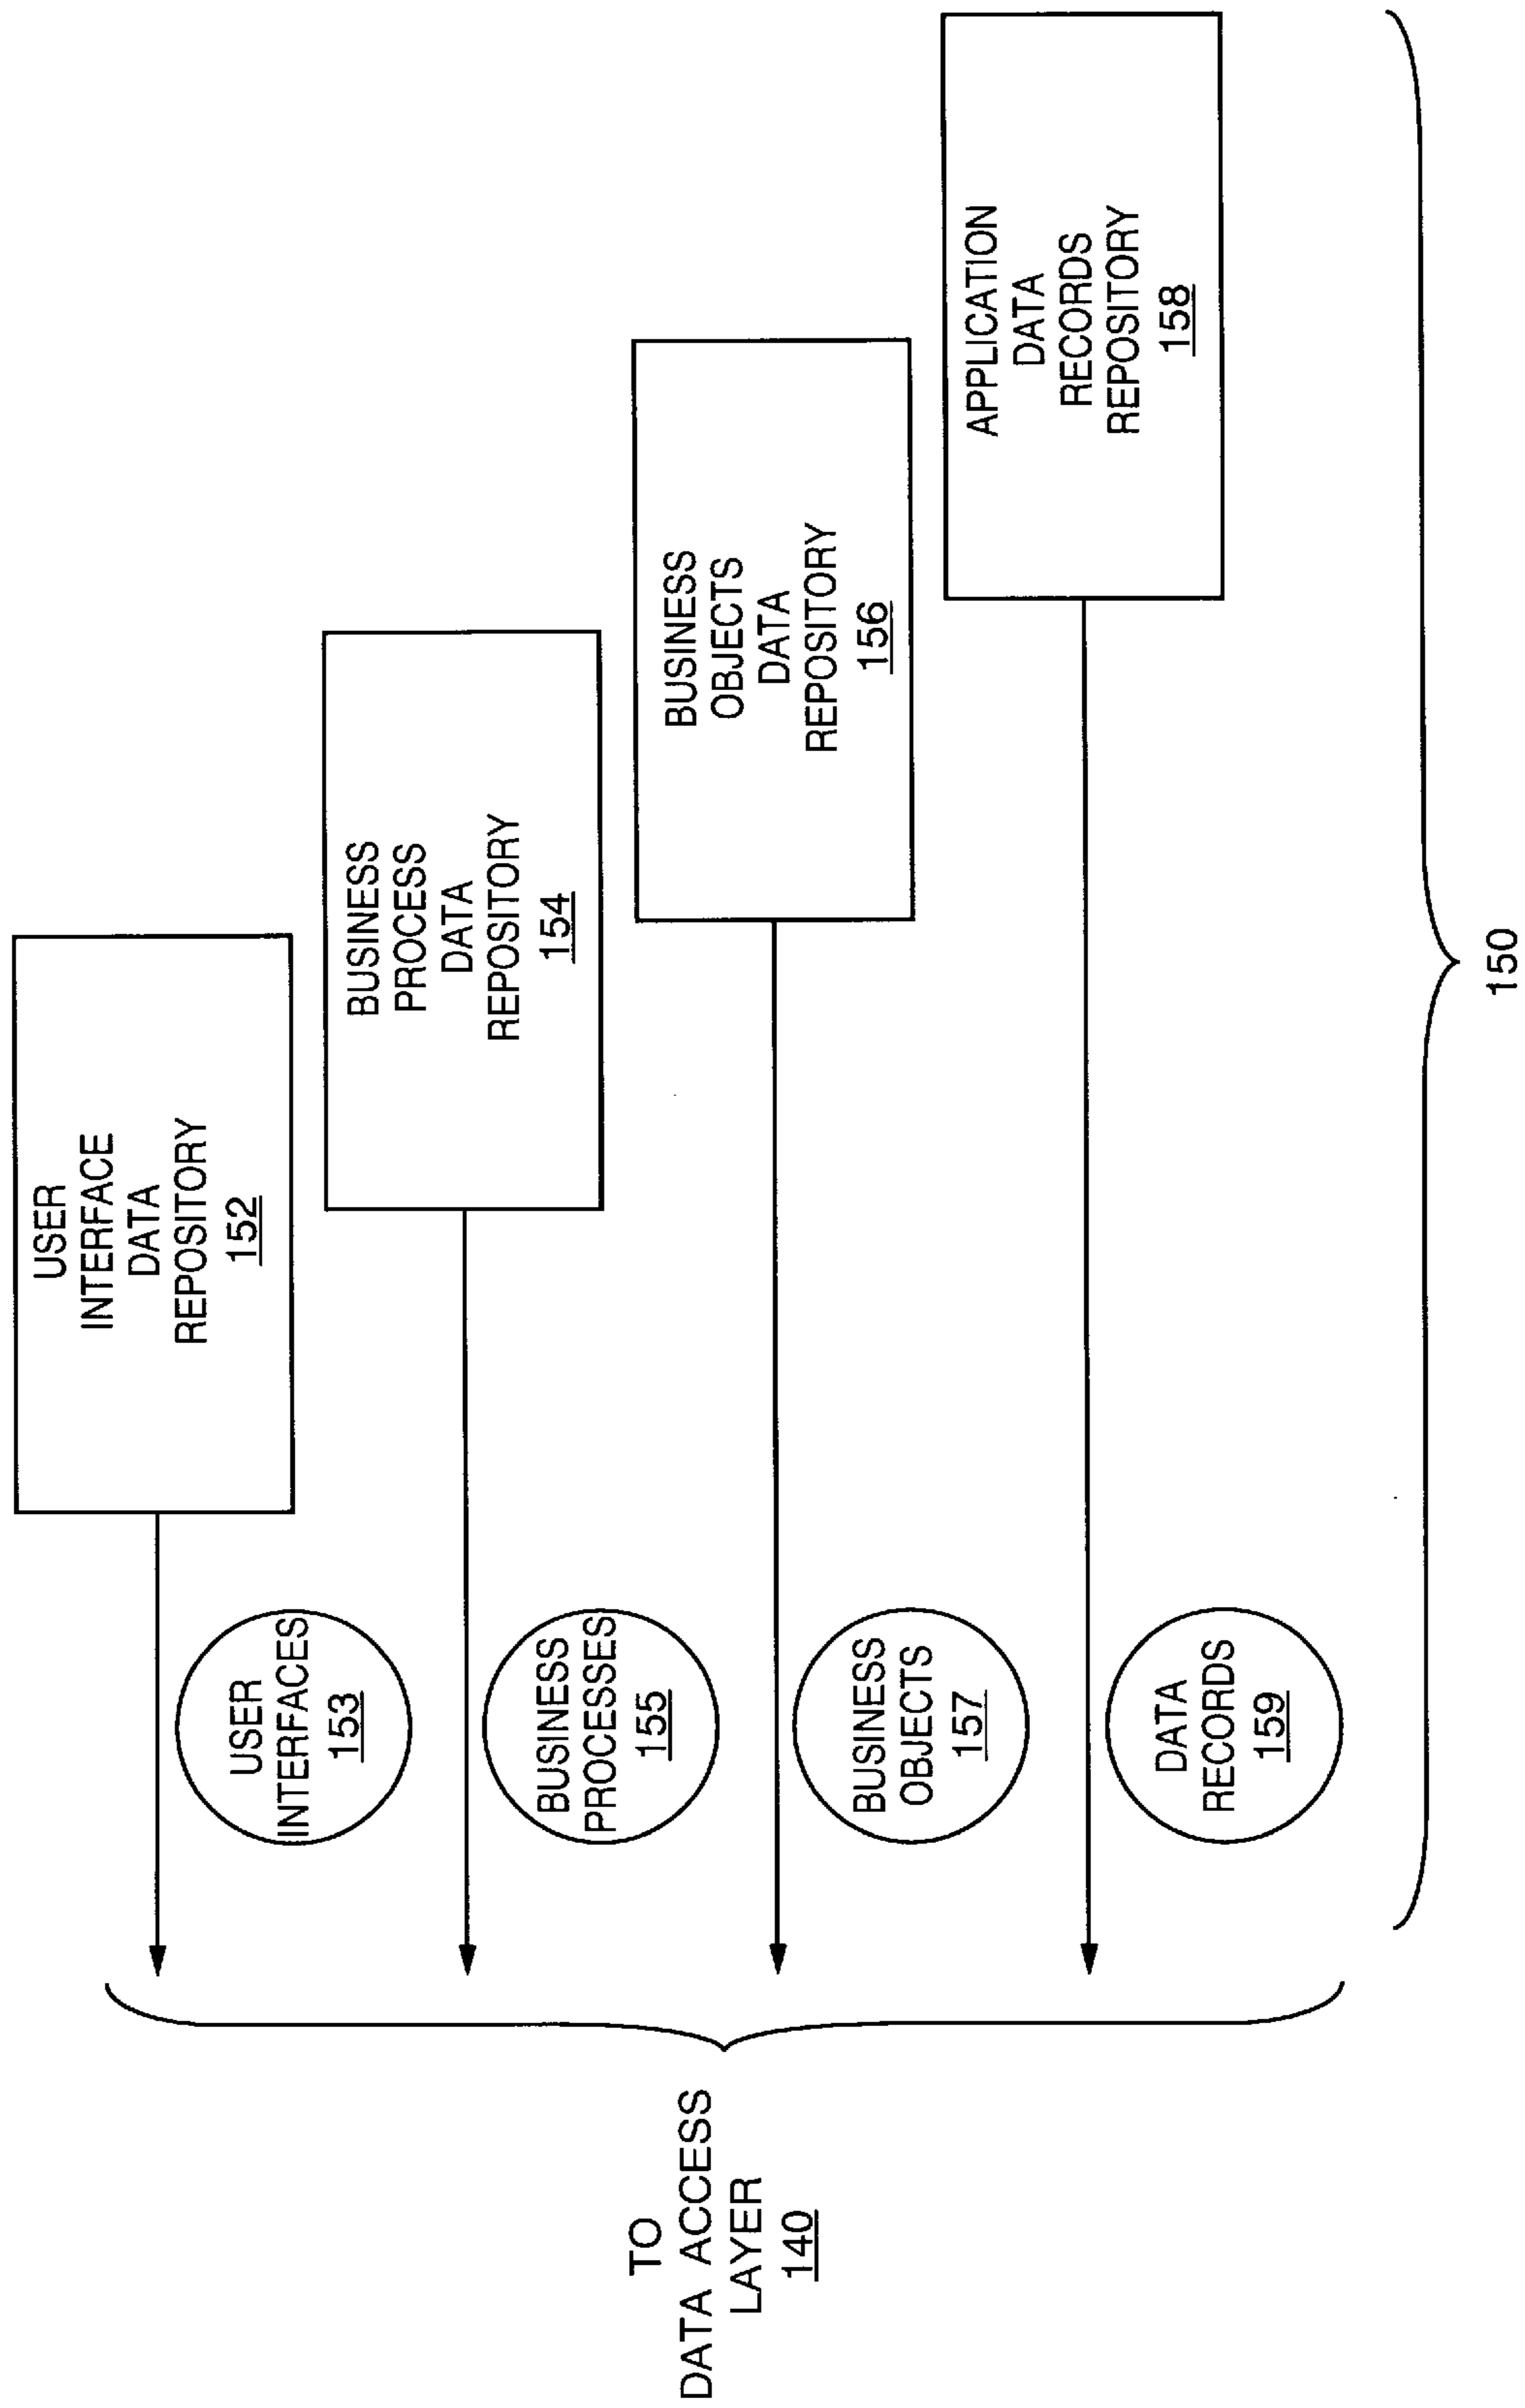 USER
INTERFACE
DATA
REPOSITORY
152
BUSINESS
PROCESS
DATA
REPOSITORY
154
BUSINESS
OBJECTS
DATA
REPOSITORY
156
APPLICATION
DATA
RECORDS
REPOSITORY
158
USER
INTERFACES
153
BUSINESS
PROCESSES
155
BUSINESS
OBJECTS
157
DATA
RECORDS
159
TO
DATA ACCESS
LAYER
140
150